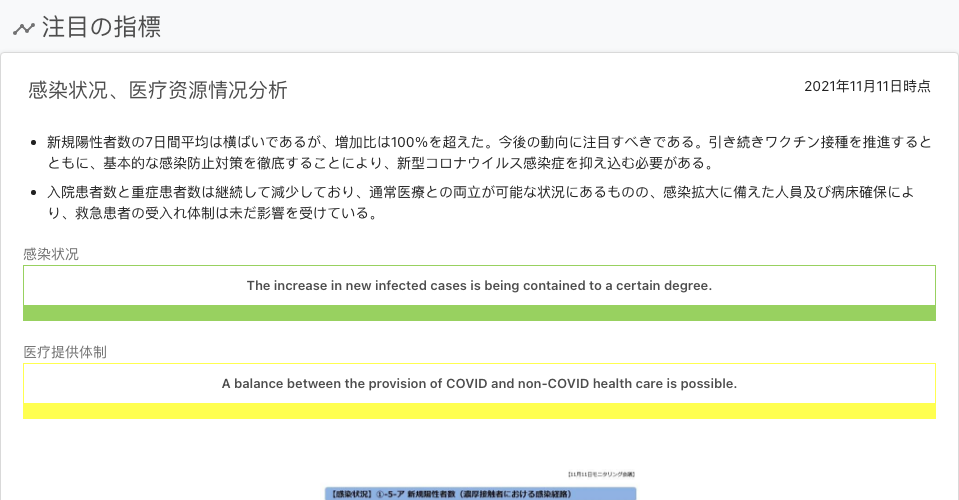 注目の指標
感染状况、医疗资源情况分析
2021年11月11日時点
新規陽性者数の7日間平均は横ばいであるが、増加比は100%を超えた。今後の動向に注目すべきである。引き続きワクチン接種を推進すると
ともに、基本的な感染防止対策を徹底することにより、新型コロナウイルス感染症を抑え込む必要がある。
入院患者数と重症患者数は継続して減少しており、通常医療との両立が可能な状況にあるものの、感染拡大に備えた人員及び病床確保によ
り、救急患者の受入れ体制は未だ影響を受けている。
感染状况
The increase in new infected cases is being contained to a certain degree.
医疗提供体制
A balance between the provision of COVID and non-COVID health care is possible.
【11月11日モニタリング会議】
【感染状況】①-5-ア 新規陽性者数（濃厚接触者における感染経路）